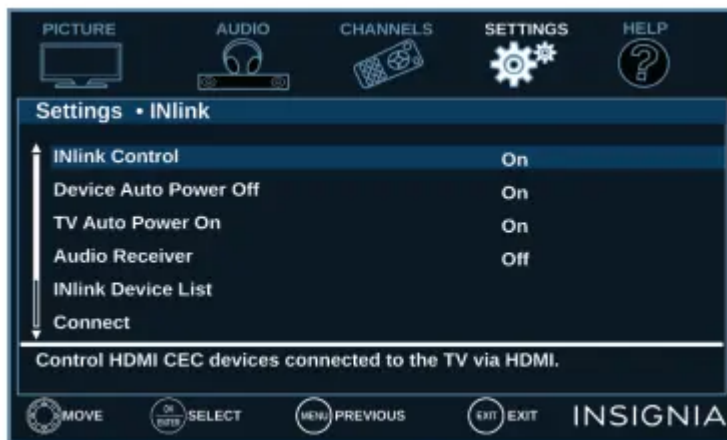 PICTURE AUDIO CHANNELS SETTINGS HELP
Settings • INlink
INlink Control On
Device Auto Power Off On
TV Auto Power On On
Audio Receiver Off
INlink Device List
Connect
Control HDMI CEC devices connected to the TV via HDMI.
MOVE OK ENTER SELECT MENU PREVIOUS EXIT EXIT INSIGNIA